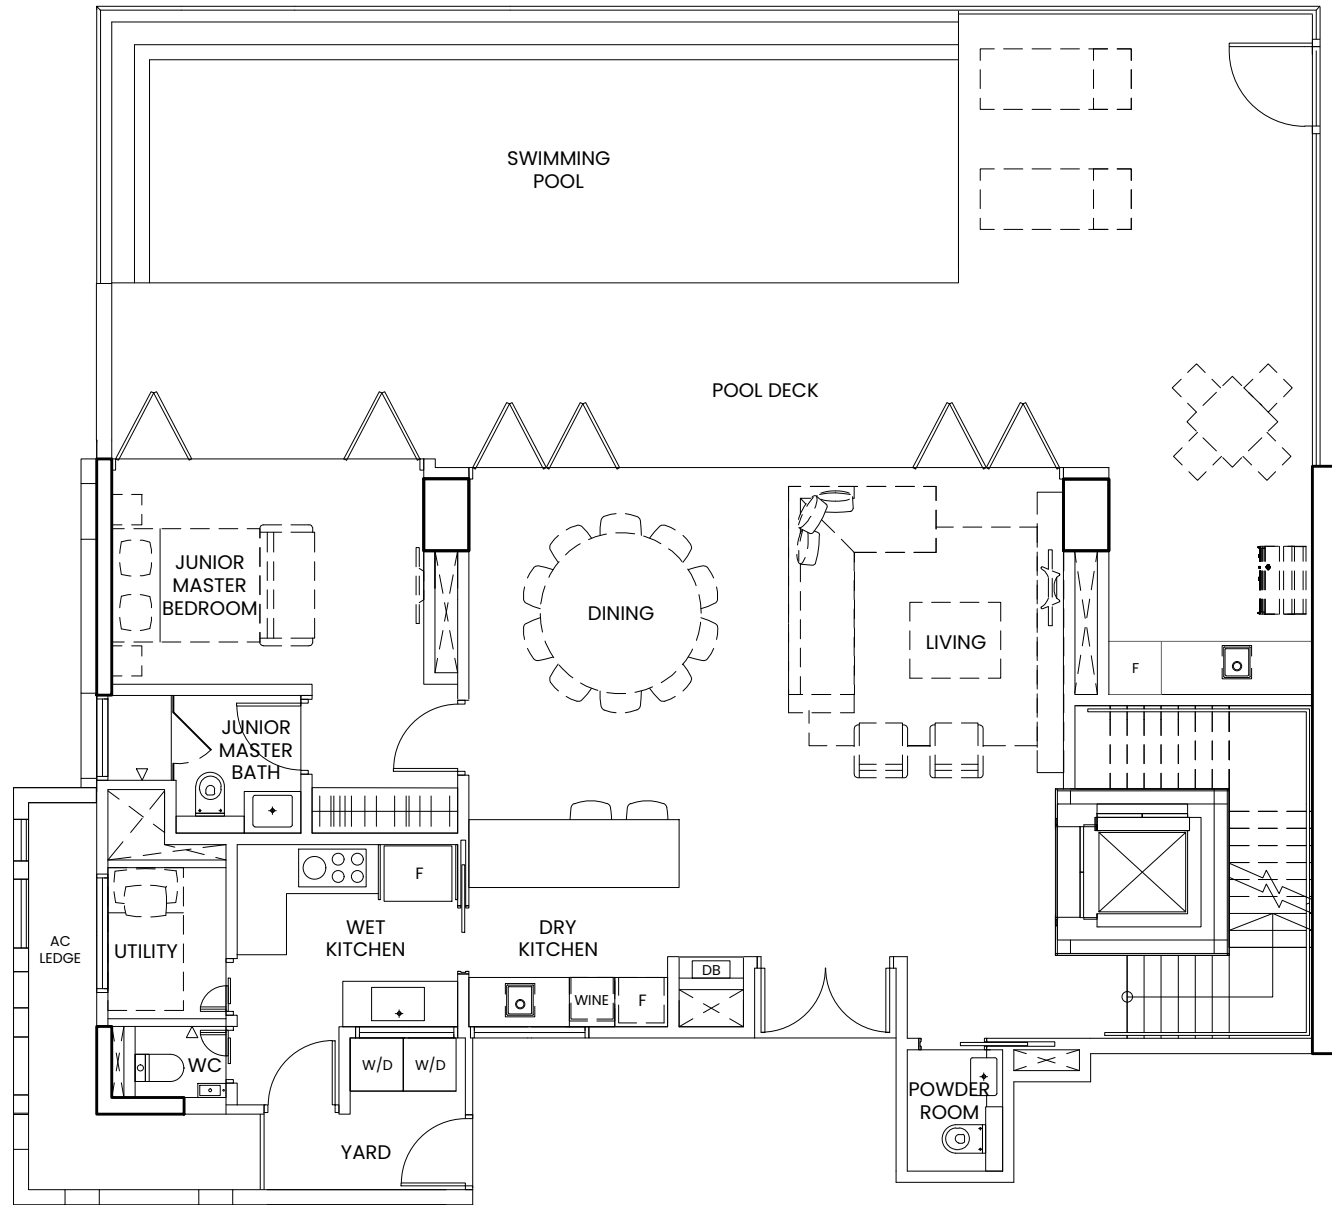 SWIMMING
POOL
POOL DECK
JUNIOR
MASTER
BEDROOM
DINING
LIVING
F
JUNIOR
MASTER
BATH
F
WET
KITCHEN
DRY
KITCHEN
AC
LEDGE
UTILITY
DB
WINE
F
WC
W/D
W/D
POWDER
ROOM
YARD